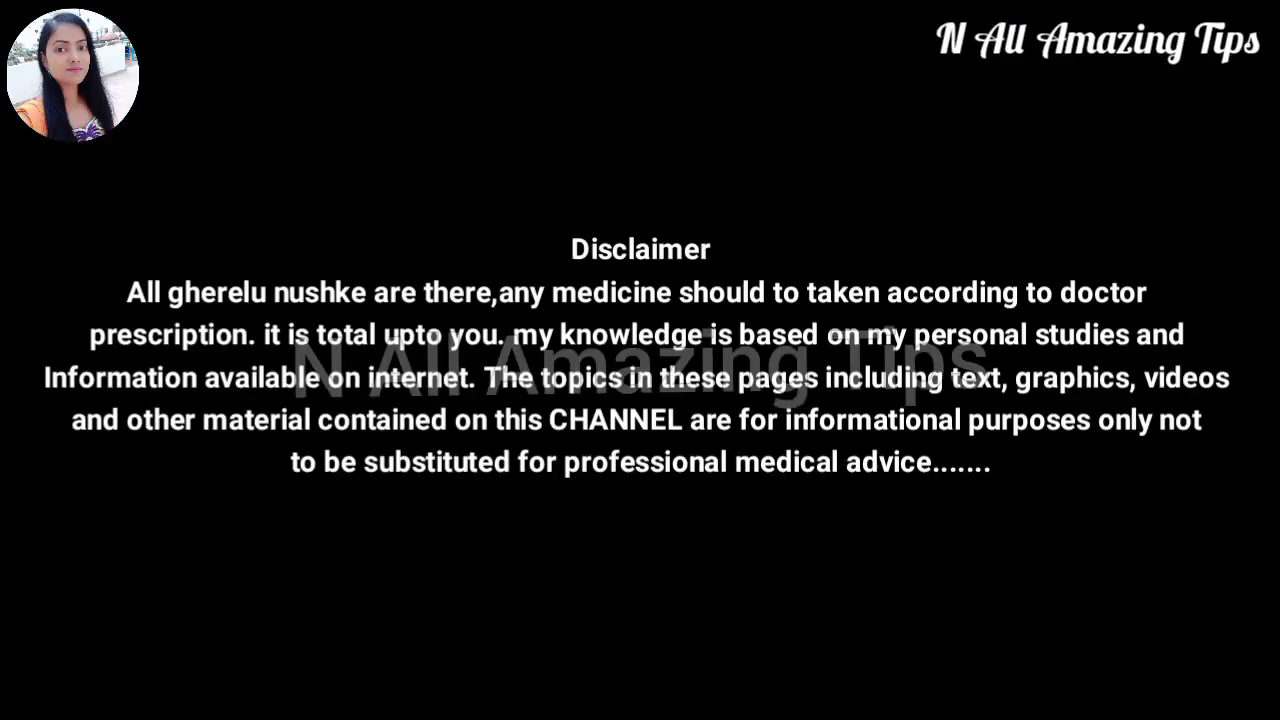 N All Amazing Tips
Disclaimer
All gherelu nushke are there,any medicine should to taken according to doctor
prescription. it is total upto you. my knowledge is based on my personal studies and
Information available on internet. The topics in these pages including text, graphics, videos
and other material contained on this CHANNEL are for informational purposes only not
to be substituted for professional medical advice.......
N All Amazing Tips